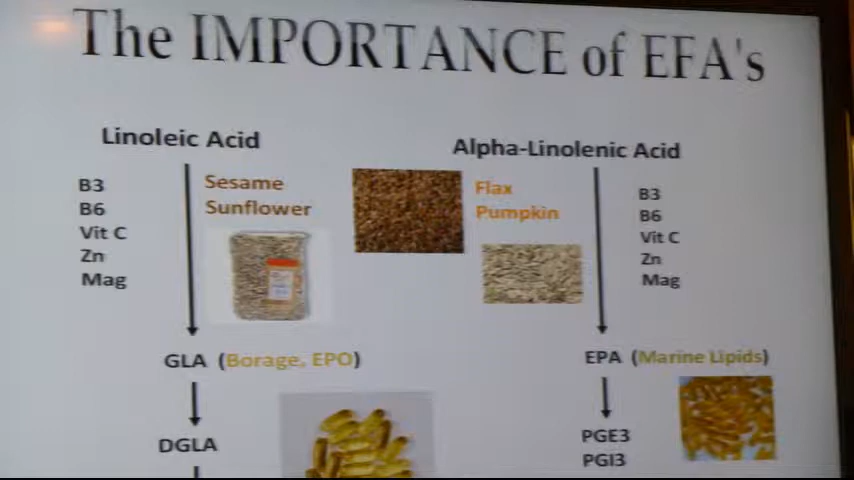 The IMPORTANCE of EFA's
Linoleic Acid
B3
B6
Vit C
Zn
Mag
Sesame
Sunflower
GLA (Borage, EPO)
DGLA
Alpha-Linolenic Acid
Flax
Pumpkin
B3
B6
Vit C
Zn
Mag
EPA (Marine Lipids)
PGE3
PGI3